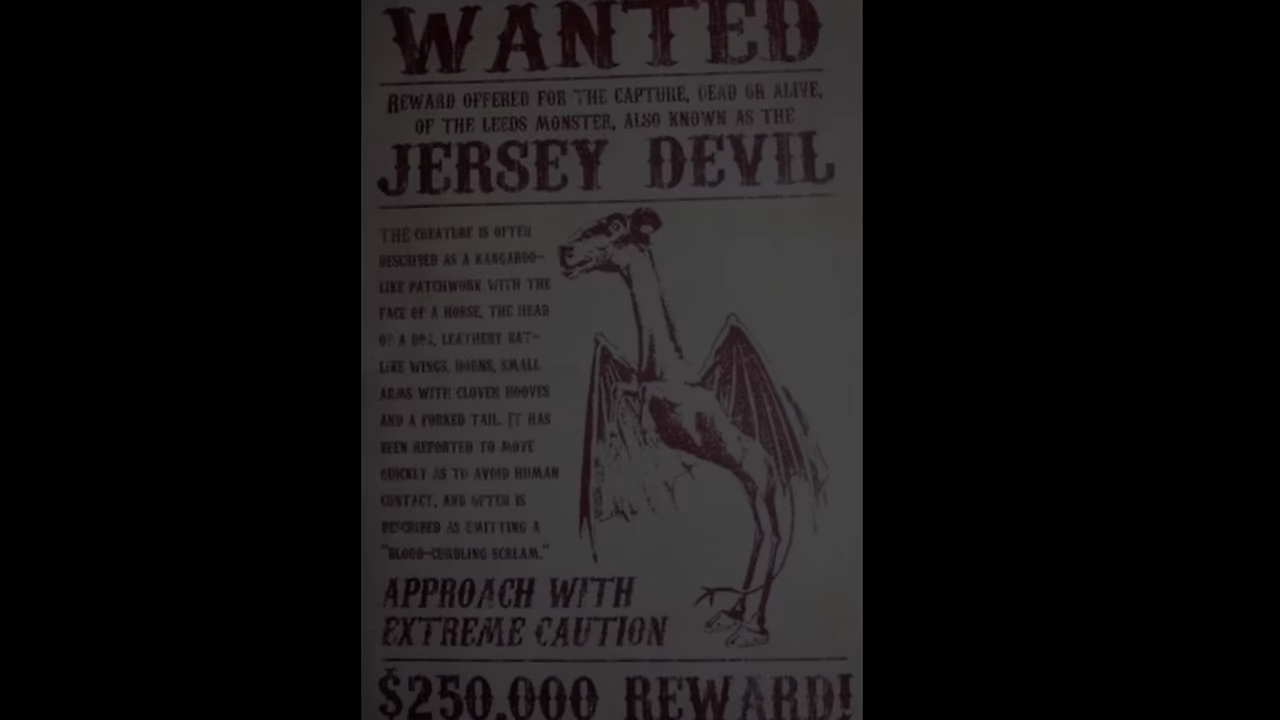 WANTED
REWARD OFFERED FOR THE CAPTURE, DEAD OR ALIVE,
OF THE LEEDS MONSTER, ALSO KNOWN AS THE
JERSEY DEVIL
THE CREATURE IS OFTEN
DESCRIBED AS A KANGAROO-
LIKE PATCHWORK WITH THE
FACE OF A HORSE, THE HEAD
OF A DOG, LEATHERY BAT-
LIKE WINGS, HORNS, SMALL
ARMS WITH CLOVEN HOOVES
AND A FORKED TAIL. IT HAS
BEEN REPORTED TO MOVE
QUICKLY AS TO AVOID HUMAN
CONTACT, AND OFTEN IS
DESCRIBED AS EMITTING A
"BLOOD-CURDLING SCREAM."
APPROACH WITH
EXTREME CAUTION
$250,000 REWARD!